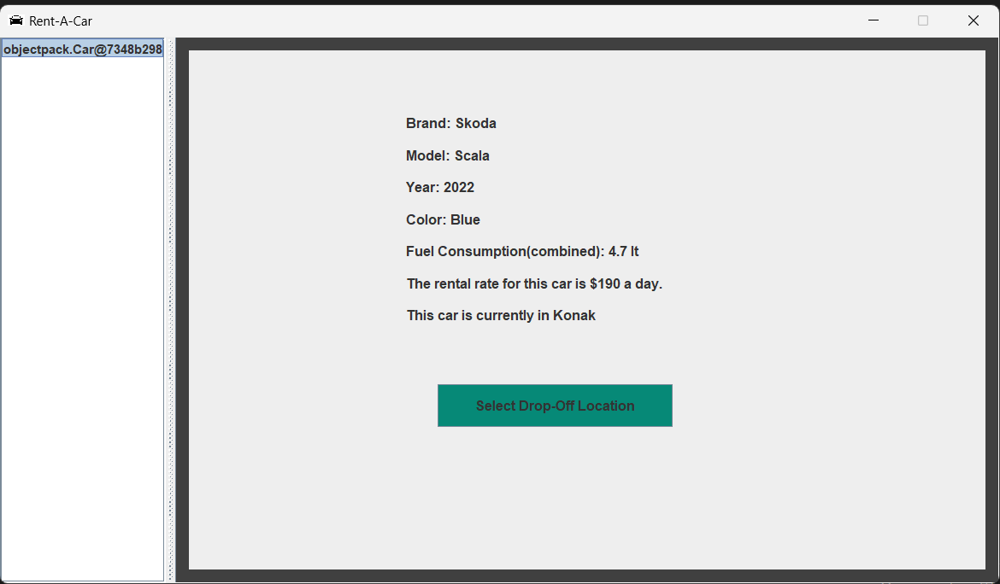 Rent-A-Car
objectpack.Car@7348b298
Brand: Skoda
Model: Scala
Year: 2022
Color: Blue
Fuel Consumption(combined): 4.7 lt
The rental rate for this car is $190 a day.
This car is currently in Konak
Select Drop-Off Location